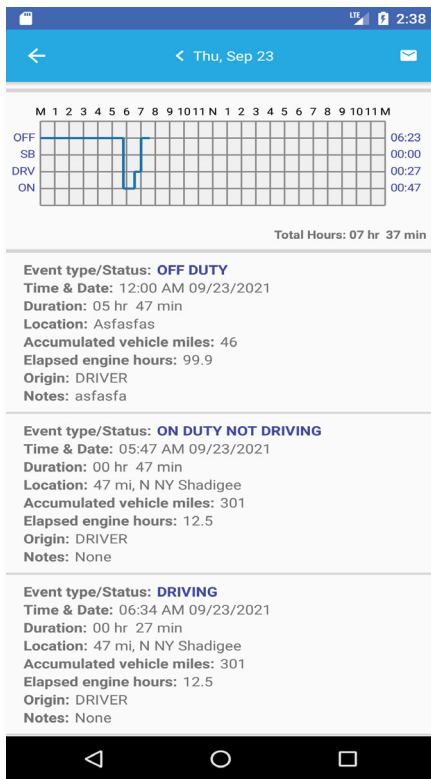 LTE 2:38
Thu, Sep 23
M 1 2 3 4 5 6 7 8 9 10 11 N 1 2 3 4 5 6 7 8 9 10 11 M
OFF 06:23
SB 00:00
DRV 00:27
ON 00:47
Total Hours: 07 hr 37 min
Event type/Status: OFF DUTY
Time & Date: 12:00 AM 09/23/2021
Duration: 05 hr 47 min
Location: Asfasfas
Accumulated vehicle miles: 46
Elapsed engine hours: 99.9
Origin: DRIVER
Notes: asfasfa
Event type/Status: ON DUTY NOT DRIVING
Time & Date: 05:47 AM 09/23/2021
Duration: 00 hr 47 min
Location: 47 mi, N NY Shadigee
Accumulated vehicle miles: 301
Elapsed engine hours: 12.5
Origin: DRIVER
Notes: None
Event type/Status: DRIVING
Time & Date: 06:34 AM 09/23/2021
Duration: 00 hr 27 min
Location: 47 mi, N NY Shadigee
Accumulated vehicle miles: 301
Elapsed engine hours: 12.5
Origin: DRIVER
Notes: None